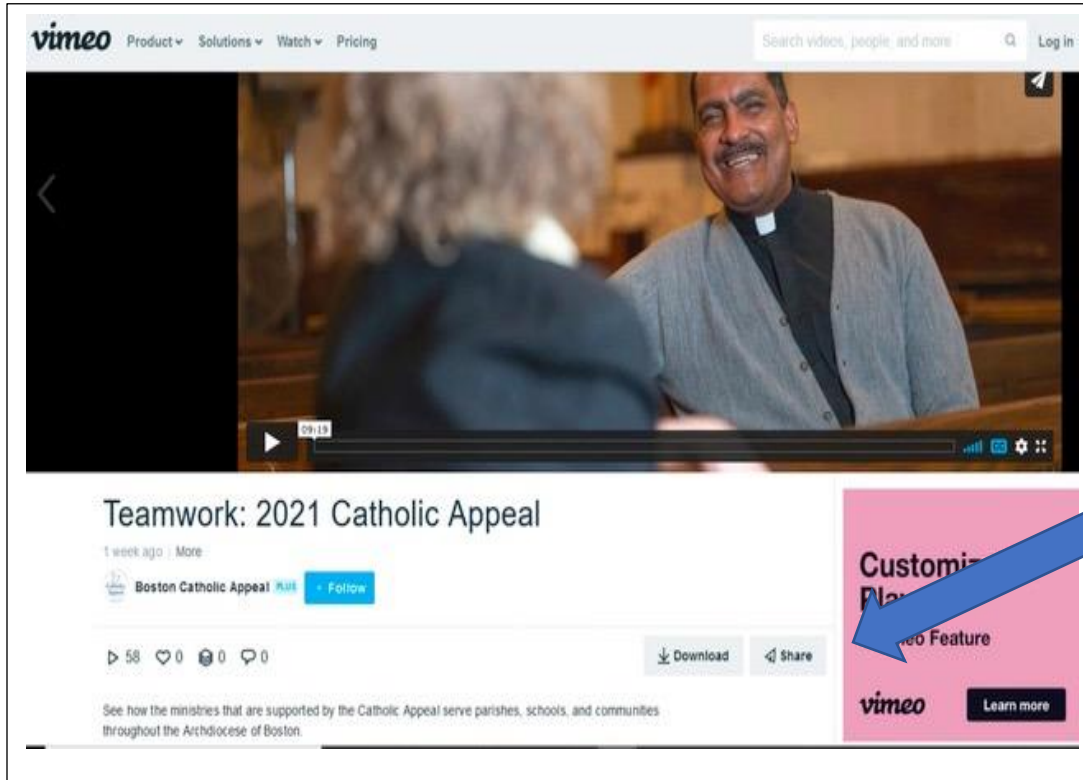 vimeo Product Solutions Watch Pricing Search videos, people, and more Log in
09:19
CC
Teamwork: 2021 Catholic Appeal
1 week ago | More
Boston Catholic Appeal PLUS + Follow
58 0 0 0 Download Share
See how the ministries that are supported by the Catholic Appeal serve parishes, schools, and communities
throughout the Archdiocese of Boston.
Feature
vimeo Learn more